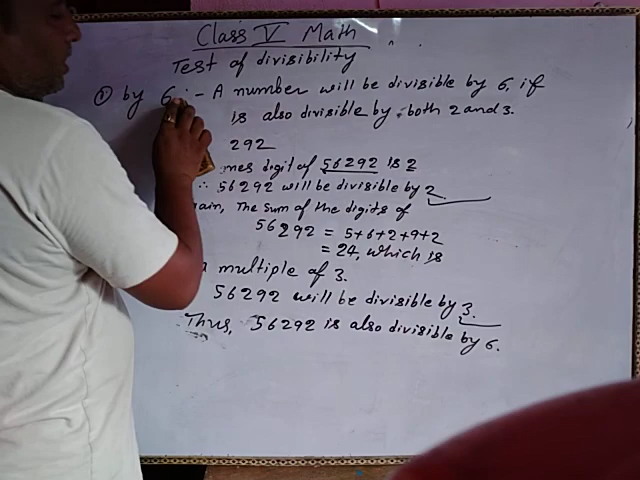 Class V Math
Test of divisibility
① by 6 :- A number will be divisible by 6, if
is also divisible by both 2 and 3.
292
mes digit of 56292 is 2
∴ 56292 will be divisible by 2
ain, The sum of the digits of
56292 = 5+6+2+9+2
= 24, which is
a multiple of 3.
56292 will be divisible by 3.
Thus, 56292 is also divisible by 6.